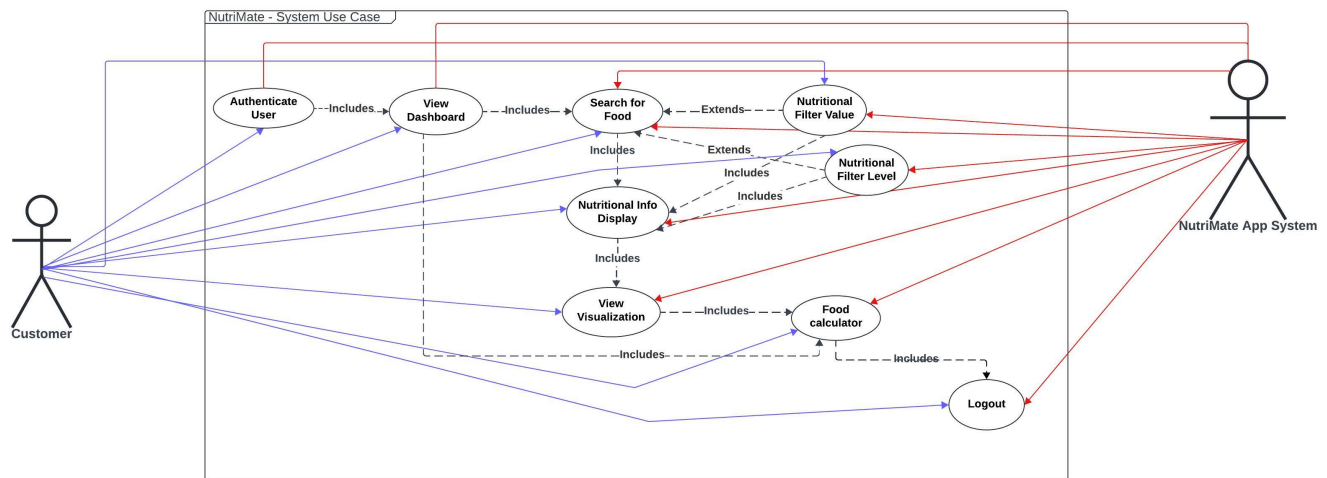 NutriMate - System Use Case
Authenticate
User
Includes
View
Dashboard
Includes
Search for
Food
Extends
Nutritional
Filter Value
Includes
Extends
Nutritional
Filter Level
Includes
Includes
Nutritional Info
Display
NutriMate App System
Includes
View
Visualization
Includes
Food
calculator
Customer
Includes
Includes
Logout